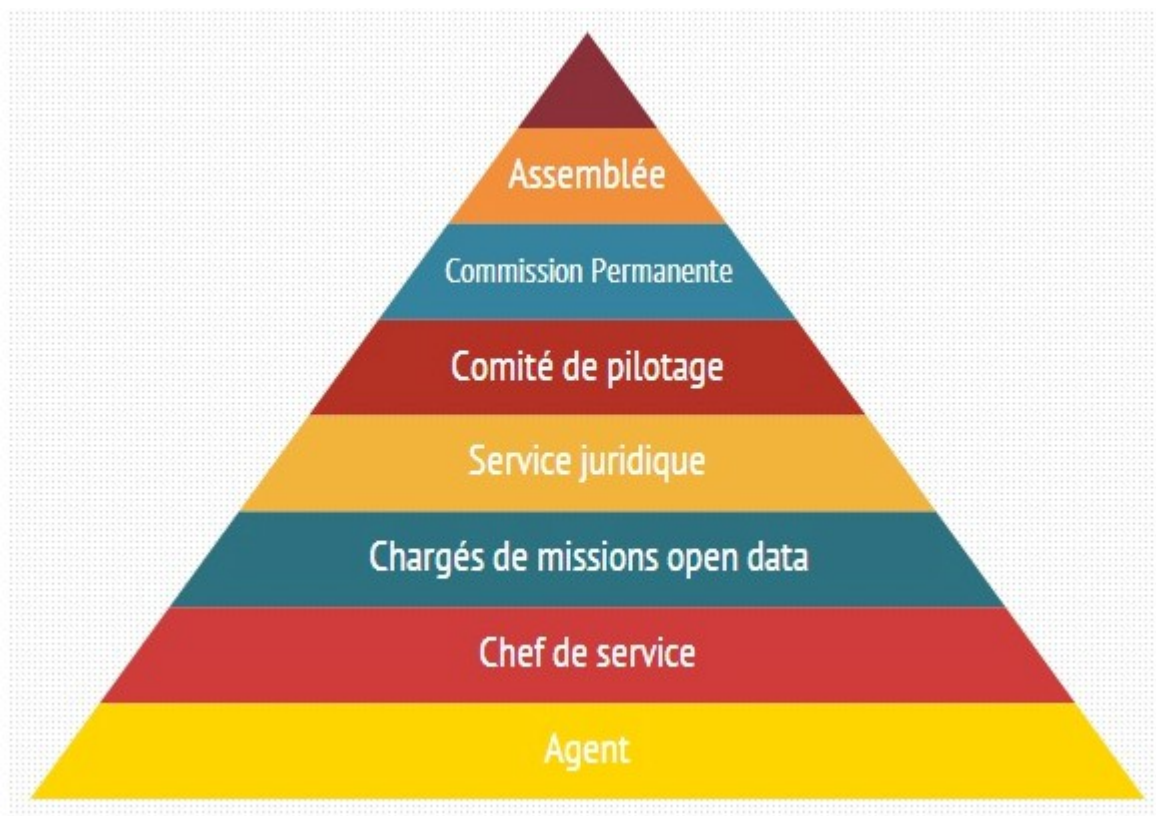 Assemblée
Commission Permanente
Comité de pilotage
Service juridique
Chargés de missions open data
Chef de service
Agent